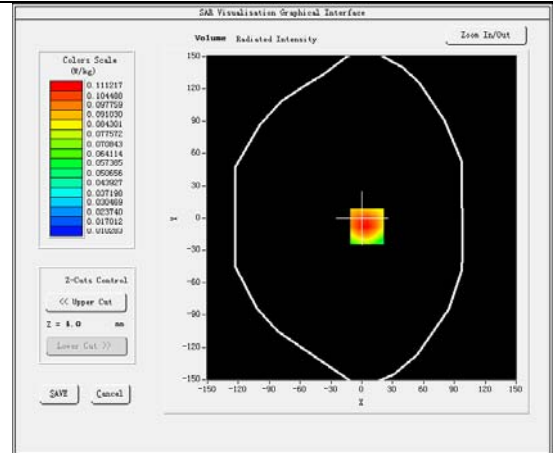 SAR Visualisation Graphical Interface
Volume Radiated Intensity
Zoom In/Out
Colors Scale
(W/kg)
0.111217
0.104488
0.097759
0.091030
0.084301
0.077572
0.070843
0.064114
0.057385
0.050656
0.043927
0.037198
0.030469
0.023740
0.017012
0.010283
Z-Cuts Control
<< Upper Cut
Z = 4.0 mm
Lower Cut >>
SAVE Cancel
150
120
90
60
30
0
-30
-60
-90
-120
-150
Y
-150 -120 -90 -60 -30 0 30 60 90 120 150
X